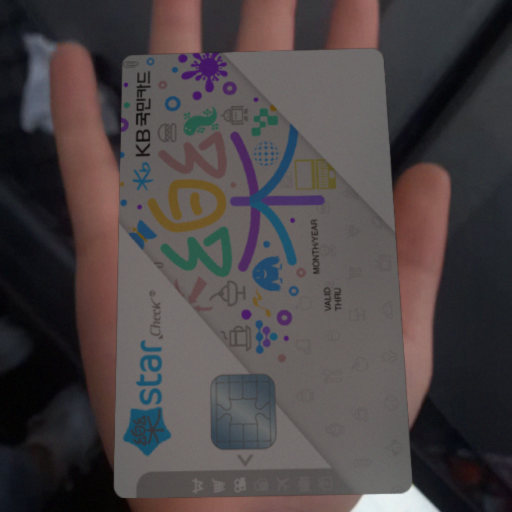 KB국민카드
star Check
MONTH/YEAR
VALID
THRU